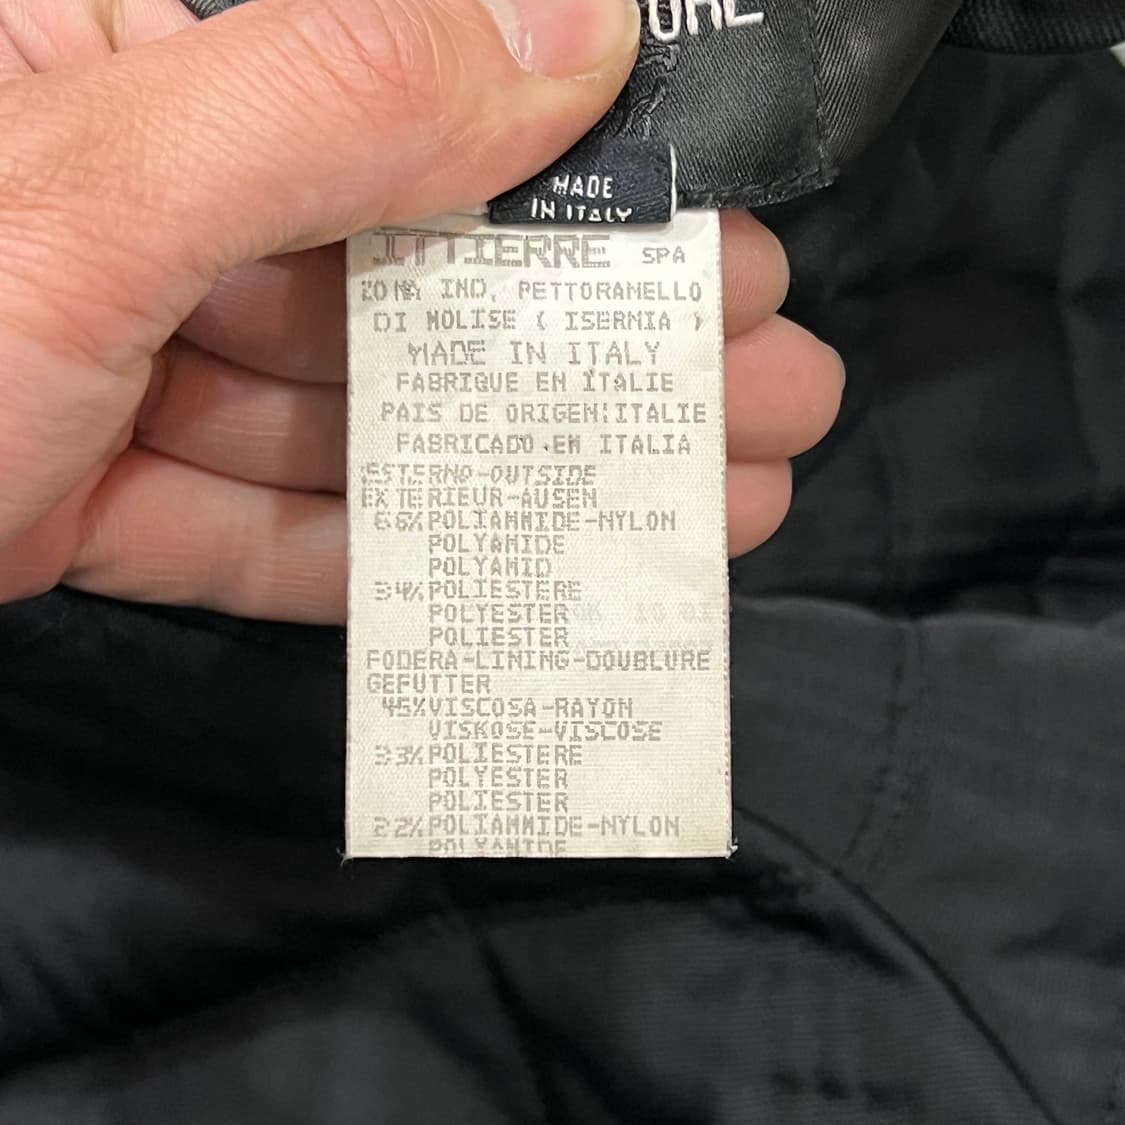 MADE
IN ITALY
ITTIERRE SPA
ZONA IND. PETTORANELLO
DI MOLISE ( ISERNIA )
MADE IN ITALY
FABRIQUE EN ITALIE
PAIS DE ORIGEN:ITALIE
FABRICADO.EN ITALIA
ESTERNO-OUTSIDE
EXTERIEUR-AUSEN
66%POLIAMMIDE-NYLON
POLYAMIDE
POLYAMID
34%POLIESTERE
POLYESTER
POLIESTER
FODERA-LINING-DOUBLURE
GEFUTTER
45%VISCOSA-RAYON
VISKOSE-VISCOSE
33%POLIESTERE
POLYESTER
POLIESTER
22%POLIAMMIDE-NYLON
POLYAMIDE